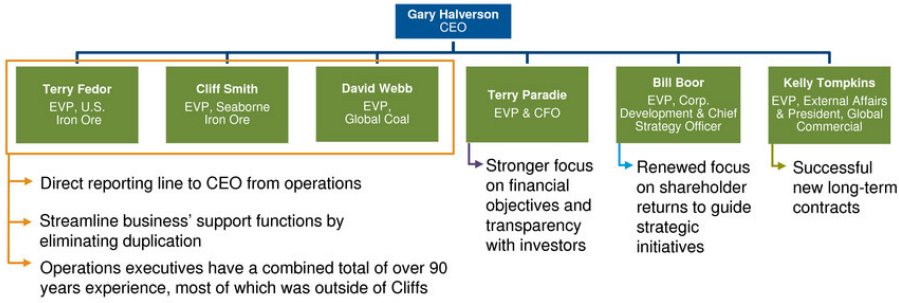 Gary Halverson
CEO
Terry Fedor
EVP, U.S.
Iron Ore
Cliff Smith
EVP, Seaborne
Iron Ore
David Webb
EVP,
Global Coal
Terry Paradie
EVP & CFO
Bill Boor
EVP, Corp.
Development & Chief
Strategy Officer
Kelly Tompkins
EVP, External Affairs
& President, Global
Commercial
Direct reporting line to CEO from operations
Streamline business' support functions by
eliminating duplication
Operations executives have a combined total of over 90
years experience, most of which was outside of Cliffs
Stronger focus
on financial
objectives and
transparency
with investors
Renewed focus
on shareholder
returns to guide
strategic
initiatives
Successful
new long-term
contracts